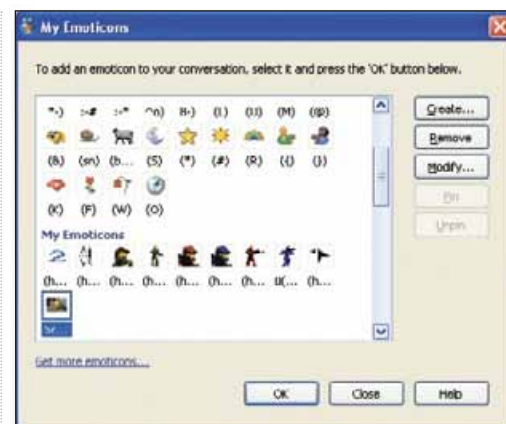 My Emoticons
To add an emoticon to your conversation, select it and press the 'OK' button below.
*-) :-# :-* ^o) 8-) (L) (U) (M) (@)
(&) (sn) (b... (S) (*) (#) (R) ({) (})
(K) (F) (W) (O)
My Emoticons
(h... (h... (h... (h... (h... (h... (h... (h...
Get more emoticons...
Create...
Remove
Modify...
Pin
Unpin
OK Close Help